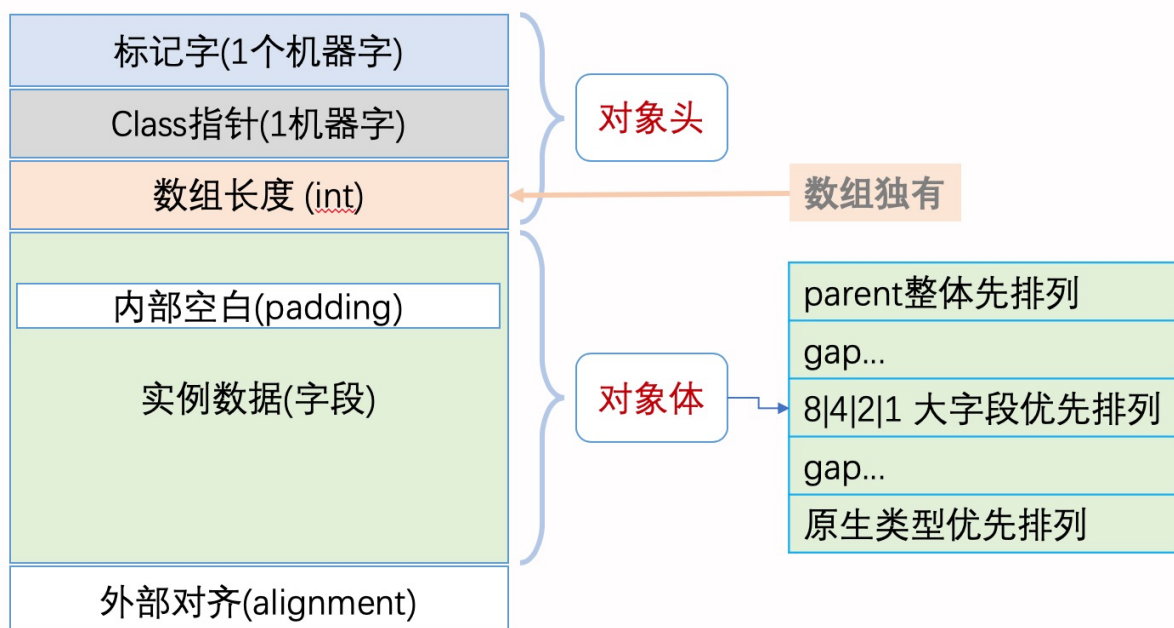 标记字(1个机器字)
Class指针(1机器字)
对象头
数组长度 (int)
数组独有
内部空白(padding)
实例数据(字段)
对象体
parent整体先排列
gap...
8|4|2|1 大字段优先排列
gap...
原生类型优先排列
外部对齐(alignment)